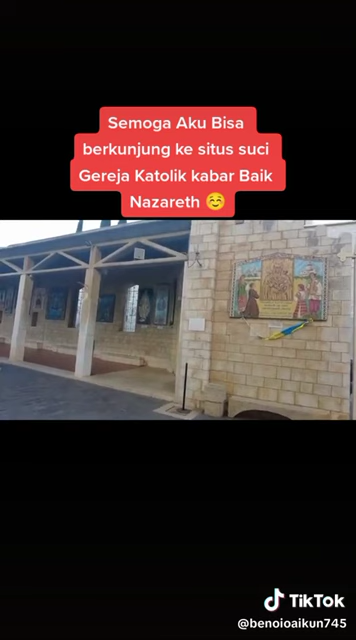 Semoga Aku Bisa
berkunjung ke situs suci
Gereja Katolik kabar Baik
Nazareth ☺️
TikTok
@benoioaikun745